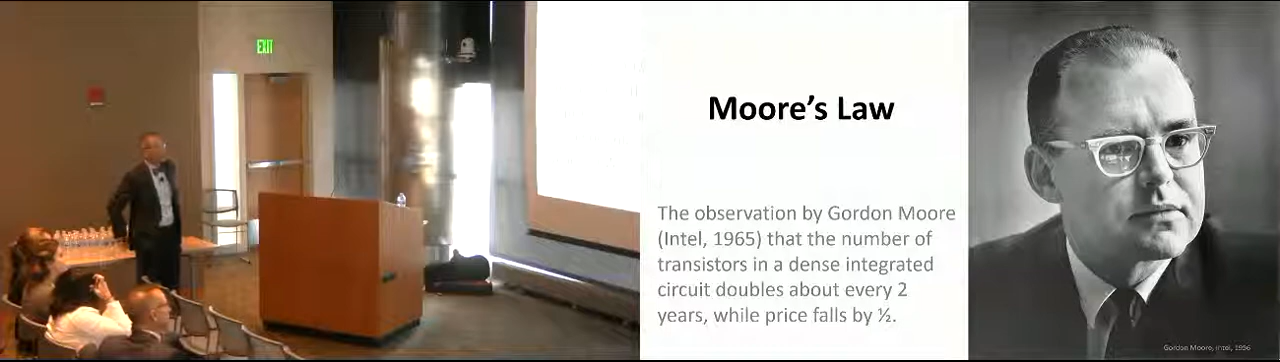 EXIT
Moore's Law
The observation by Gordon Moore
(Intel, 1965) that the number of
transistors in a dense integrated
circuit doubles about every 2
years, while price falls by ½.
Gordon Moore, Intel, 1956